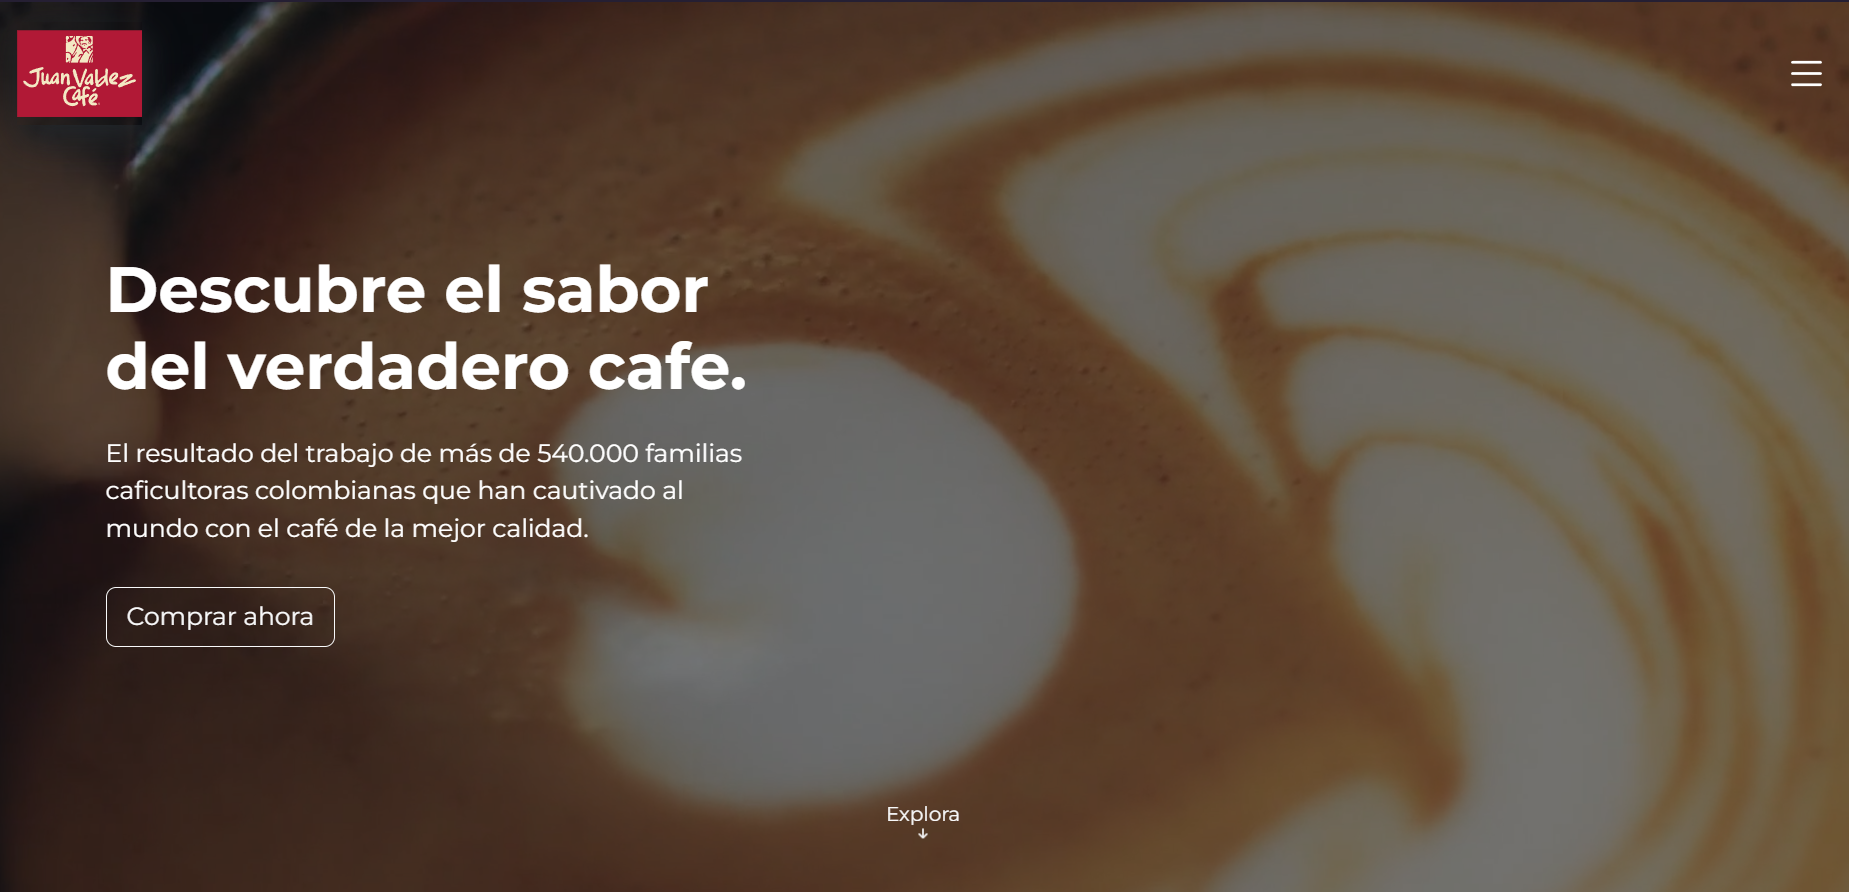 Juan Valdez
Café
Descubre el sabor
del verdadero cafe.
El resultado del trabajo de más de 540.000 familias
caficultoras colombianas que han cautivado al
mundo con el café de la mejor calidad.
Comprar ahora
Explora